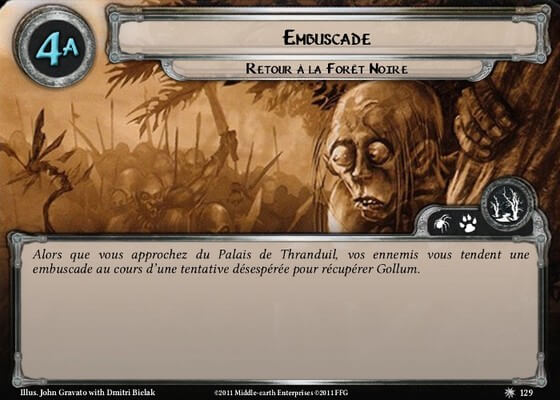 4A
Embuscade
Retour à la Forêt Noire
Alors que vous approchez du Palais de Thranduil, vos ennemis vous tendent une
embuscade au cours d'une tentative désespérée pour récupérer Gollum.
Illus. John Gravato with Dmitri Bielak
©2011 Middle-earth Enterprises ©2011 FFG
129